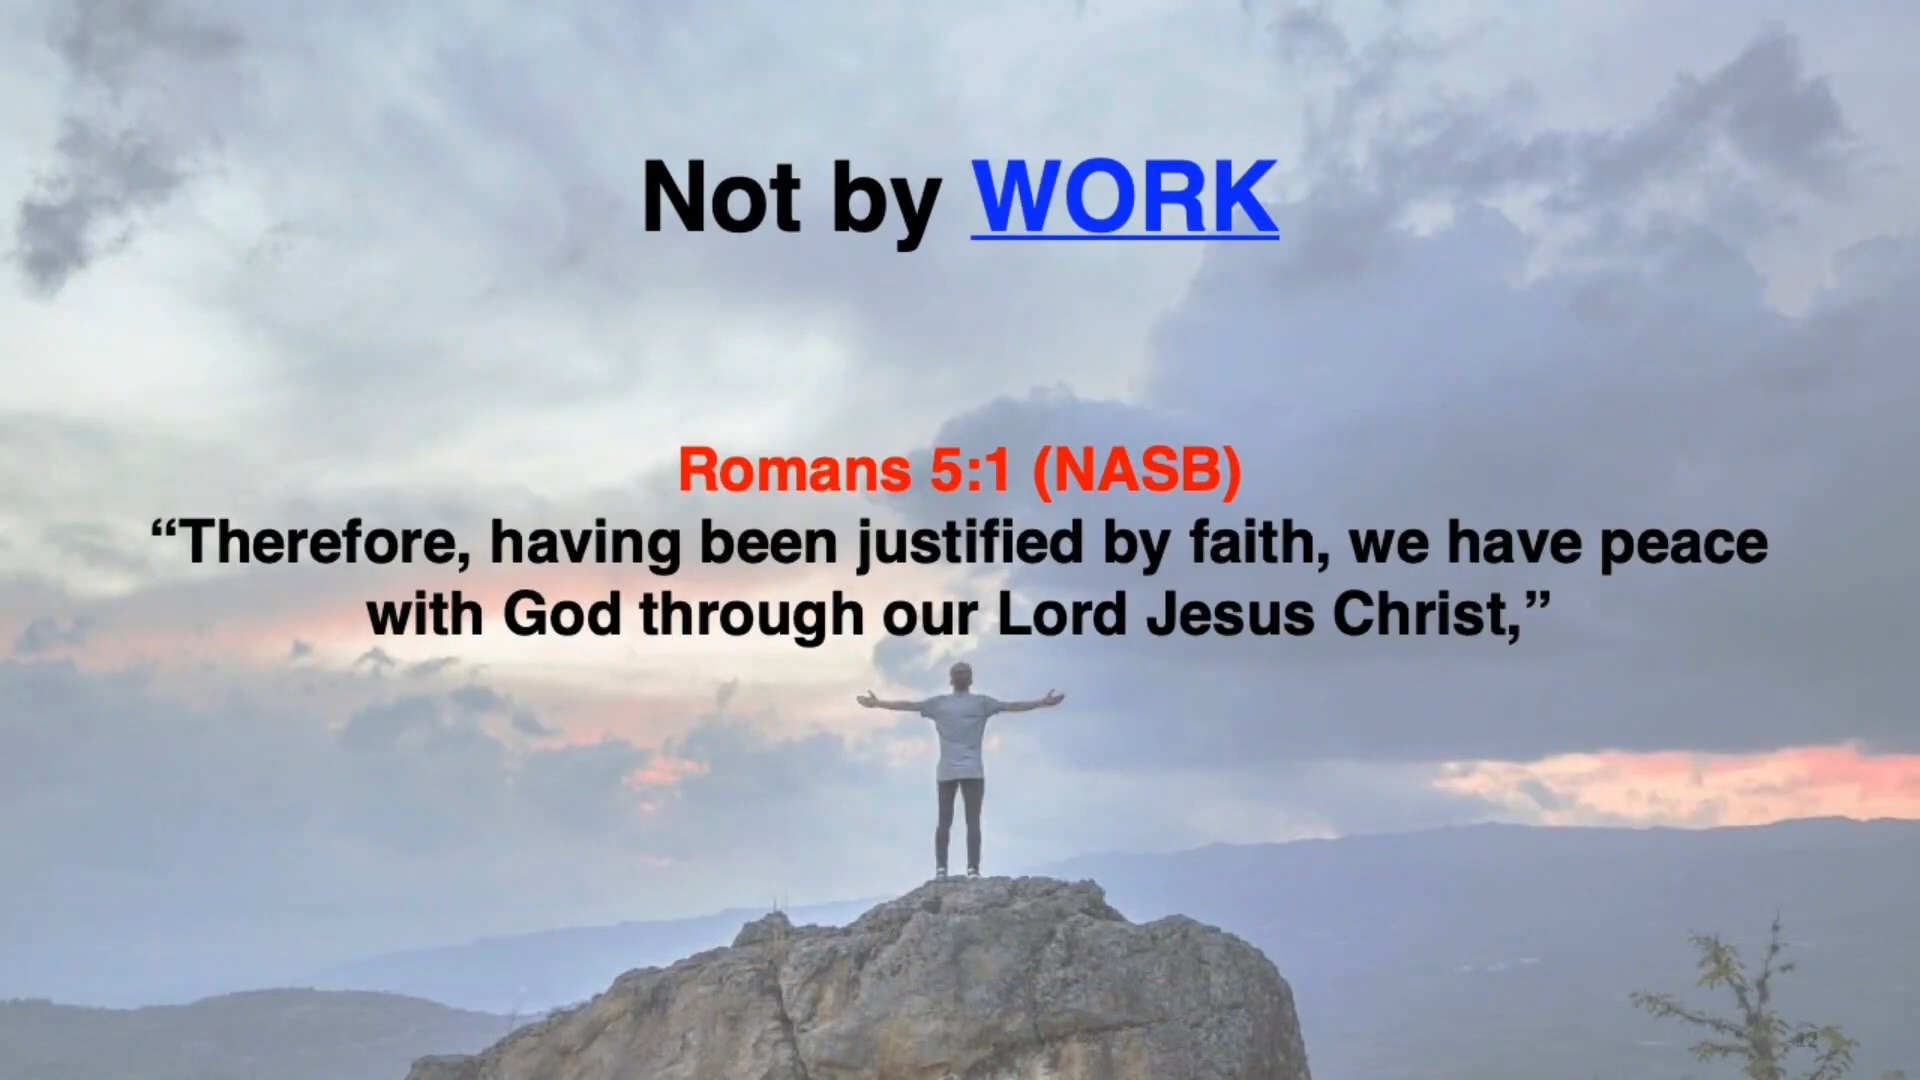 Not by WORK
Romans 5:1 (NASB)
“Therefore, having been justified by faith, we have peace
with God through our Lord Jesus Christ,”
12